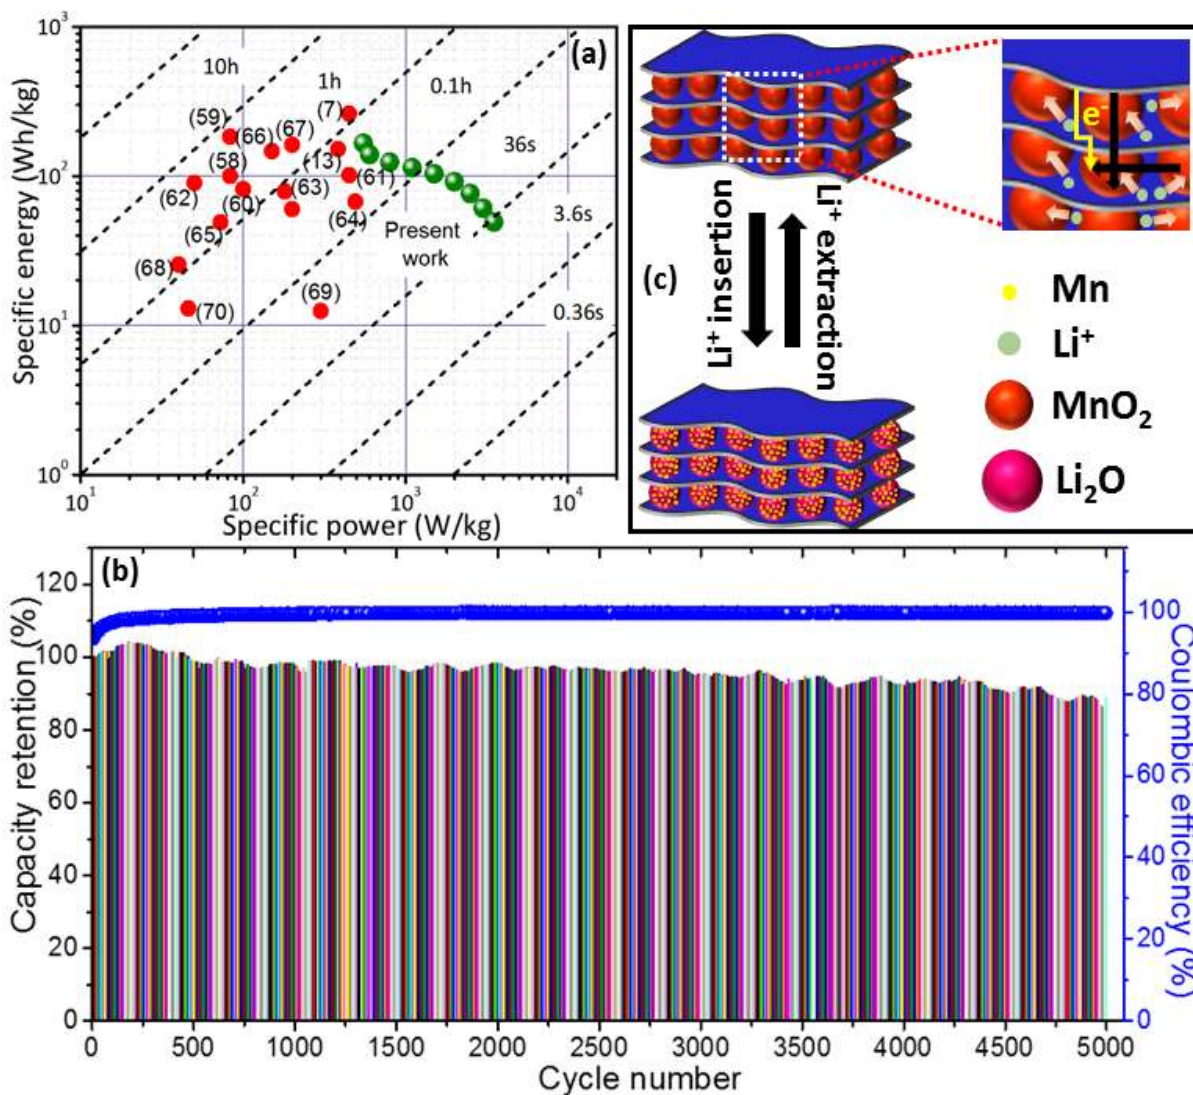 (a)
10³
10²
10¹
10⁰
Specific energy (Wh/kg)
10h
1h
0.1h
36s
3.6s
0.36s
(59)
(66)
(67)
(7)
(58)
(13)
(62)
(60)
(63)
(61)
(65)
(64)
(68)
(70)
(69)
Present
work
10¹
10²
10³
10⁴
Specific power (W/kg)
(c)
e⁻
Li⁺ insertion
Li⁺ extraction
Mn
Li⁺
MnO₂
Li₂O
(b)
Capacity retention (%)
120
100
80
60
40
20
0
100
80
60
40
20
0
Coulombic efficiency (%)
0
500
1000
1500
2000
2500
3000
3500
4000
4500
5000
Cycle number